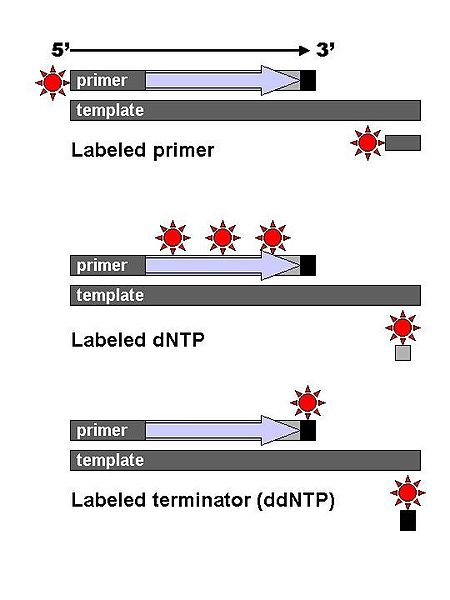 5’ 3’
primer
template
Labeled primer
primer
template
Labeled dNTP
primer
template
Labeled terminator (ddNTP)